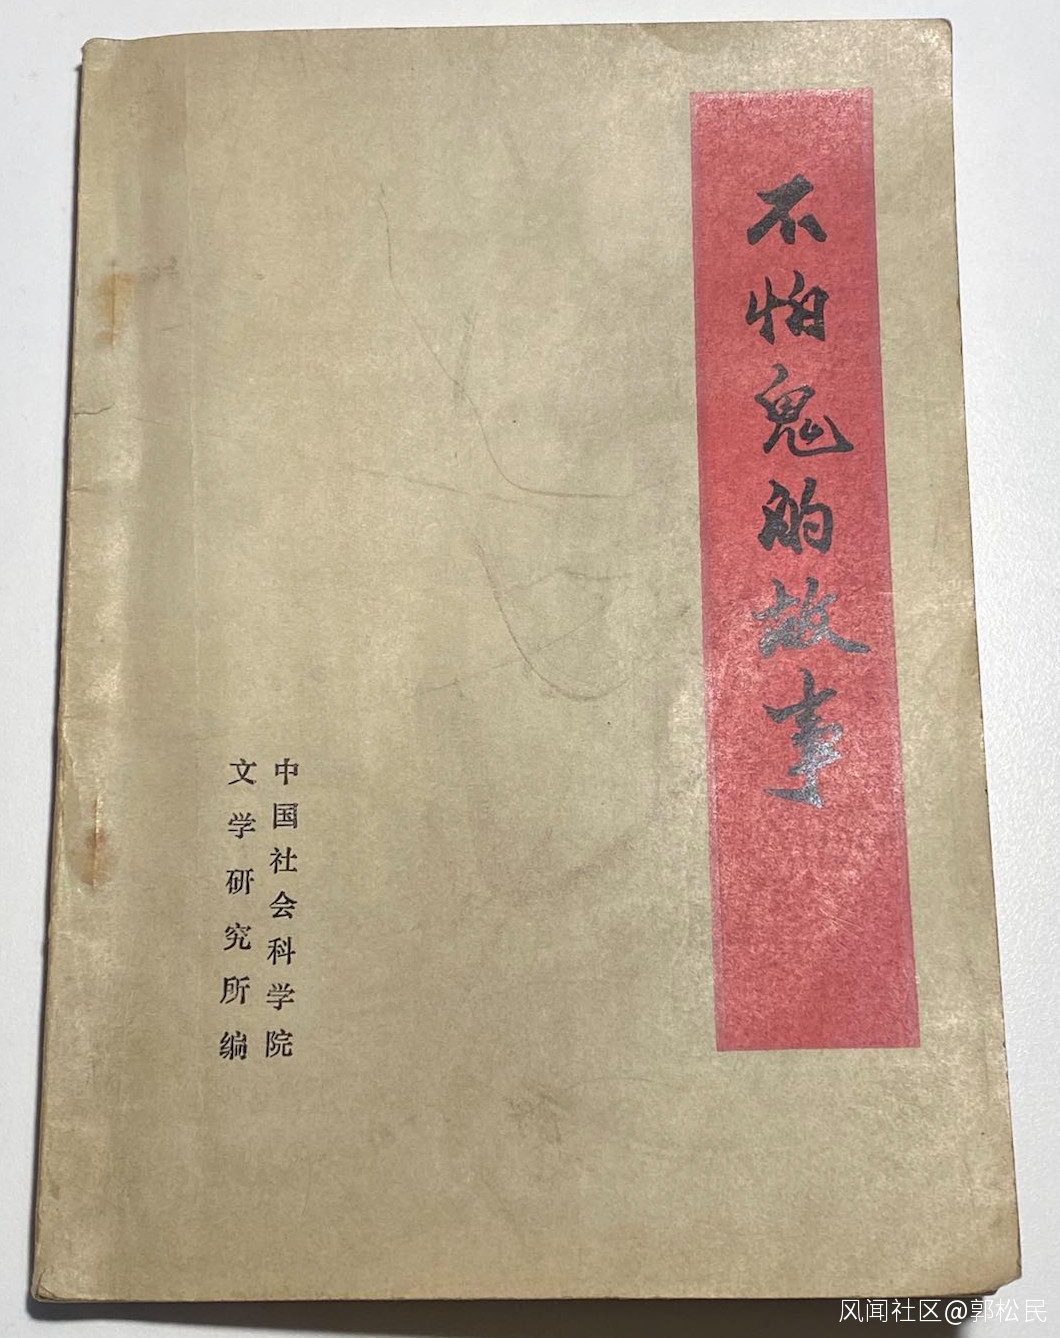 不怕鬼的故事
中国社会科学院
文学研究所编
风闻社区@郭松民